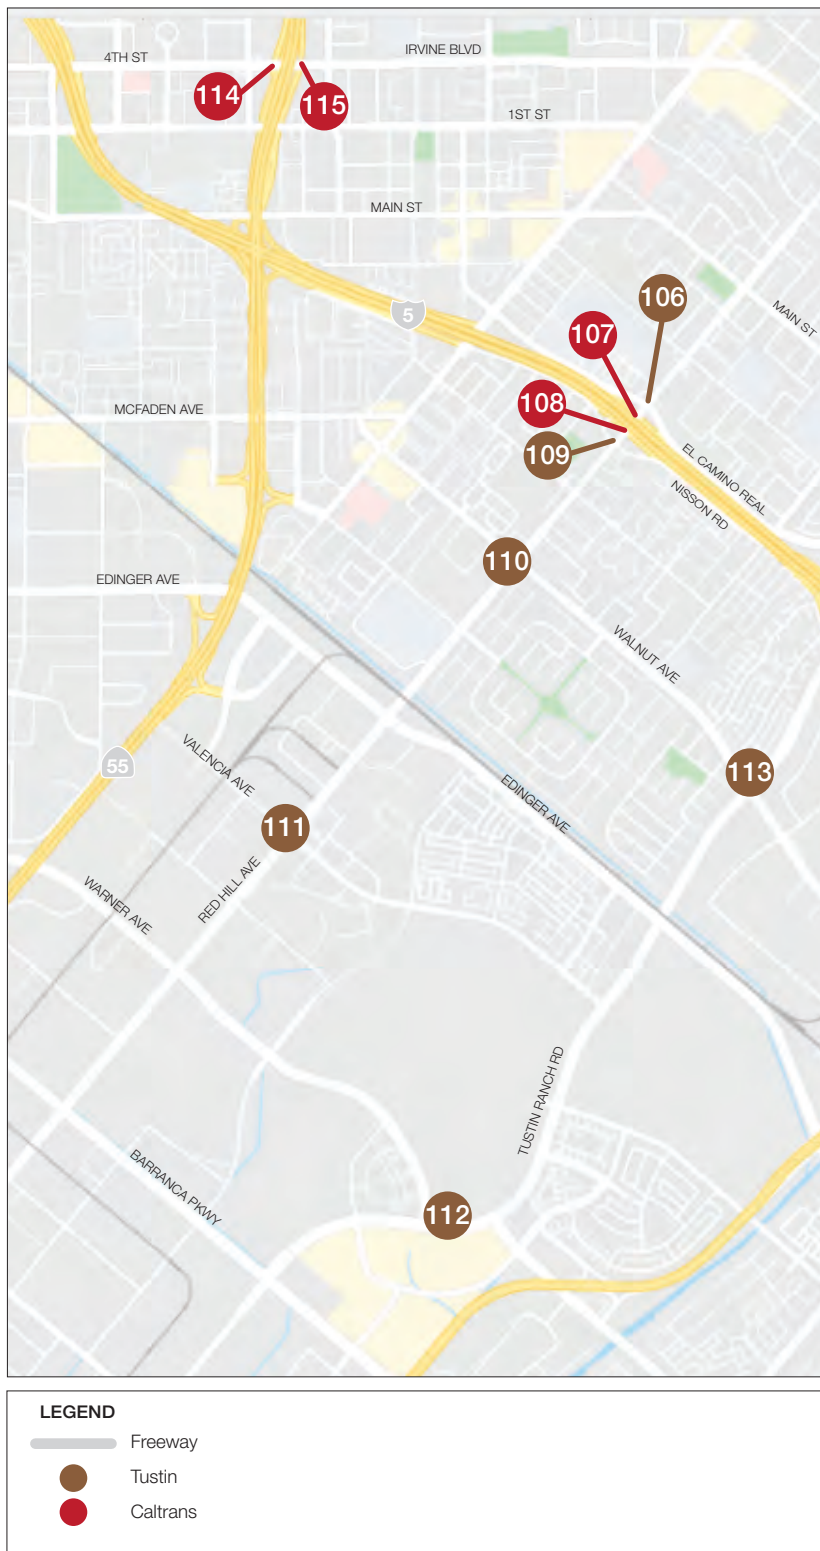 IRVINE BLVD
4TH ST
114
115
1ST ST
MAIN ST
106
5
107
MAIN ST
108
MCFADEN AVE
109
EL CAMINO REAL
NISSON RD
110
EDINGER AVE
WALNUT AVE
55
VALENCIA AVE
113
EDINGER AVE
111
RED HILL AVE
WARNER AVE
TUSTIN RANCH RD
BARRANCA PKWY
112
LEGEND
Freeway
Tustin
Caltrans